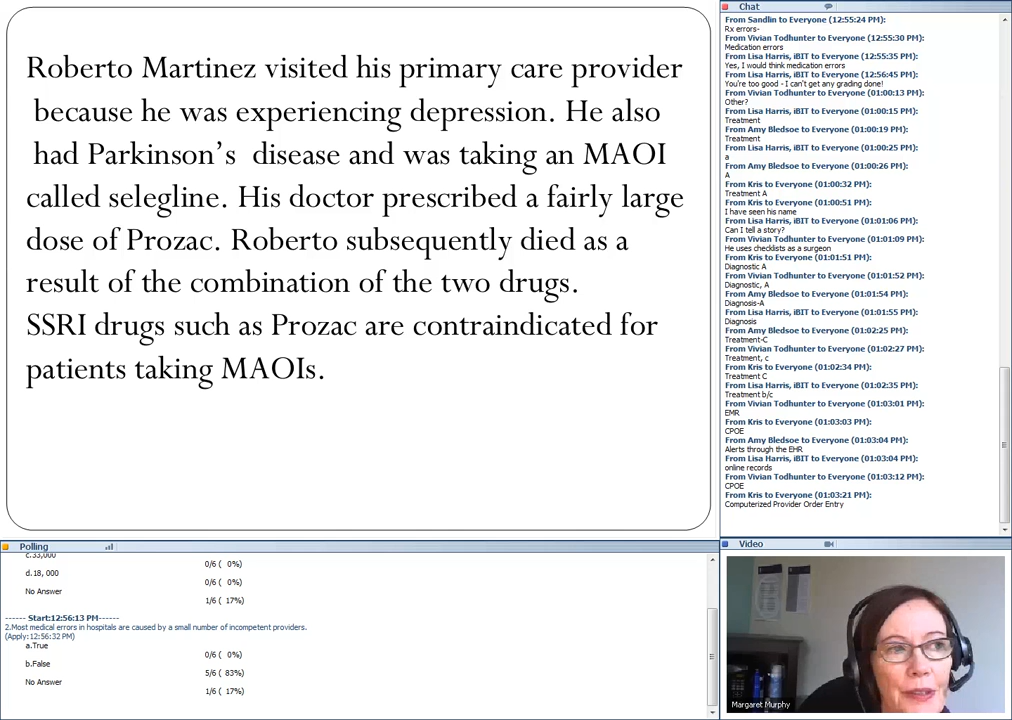 Roberto Martinez visited his primary care provider
because he was experiencing depression. He also
had Parkinson's disease and was taking an MAOI
called selegline. His doctor prescribed a fairly large
dose of Prozac. Roberto subsequently died as a
result of the combination of the two drugs.
SSRI drugs such as Prozac are contraindicated for
patients taking MAOIs.
Chat
From Sandlin to Everyone (12:55:24 PM):
Rx errors-
From Vivian Todhunter to Everyone (12:55:30 PM):
Medication errors
From Lisa Harris, iBIT to Everyone (12:55:35 PM):
Yes, I would think medication errors
From Lisa Harris, iBIT to Everyone (12:56:45 PM):
You're too good - I can't get any grading done!
From Vivian Todhunter to Everyone (01:00:13 PM):
Other?
From Lisa Harris, iBIT to Everyone (01:00:15 PM):
Treatment
From Amy Bledsoe to Everyone (01:00:19 PM):
Treatment
From Lisa Harris, iBIT to Everyone (01:00:25 PM):
a
From Amy Bledsoe to Everyone (01:00:26 PM):
A
From Kris to Everyone (01:00:32 PM):
Treatment A
From Kris to Everyone (01:00:51 PM):
I have seen his name
From Lisa Harris, iBIT to Everyone (01:01:06 PM):
Can I tell a story?
From Vivian Todhunter to Everyone (01:01:09 PM):
He uses checklists as a surgeon
From Kris to Everyone (01:01:51 PM):
Diagnostic A
From Vivian Todhunter to Everyone (01:01:52 PM):
Diagnostic, A
From Amy Bledsoe to Everyone (01:01:54 PM):
Diagnosis-A
From Lisa Harris, iBIT to Everyone (01:01:55 PM):
Diagnosis
From Amy Bledsoe to Everyone (01:02:25 PM):
Treatment-C
From Vivian Todhunter to Everyone (01:02:27 PM):
Treatment, c
From Kris to Everyone (01:02:34 PM):
Treatment C
From Lisa Harris, iBIT to Everyone (01:02:35 PM):
Treatment b/c
From Vivian Todhunter to Everyone (01:03:01 PM):
EMR
From Kris to Everyone (01:03:03 PM):
CPOE
From Amy Bledsoe to Everyone (01:03:04 PM):
Alerts through the EHR
From Lisa Harris, iBIT to Everyone (01:03:04 PM):
online records
From Vivian Todhunter to Everyone (01:03:12 PM):
CPOE
From Kris to Everyone (01:03:21 PM):
Computerized Provider Order Entry
Polling
c.33,000
0/6 ( 0%)
d.18, 000
0/6 ( 0%)
No Answer
1/6 ( 17%)
------ Start:12:56:13 PM------
2.Most medical errors in hospitals are caused by a small number of incompetent providers.
(Apply:12:56:32 PM)
a.True
0/6 ( 0%)
b.False
5/6 ( 83%)
No Answer
1/6 ( 17%)
Video
Margaret Murphy